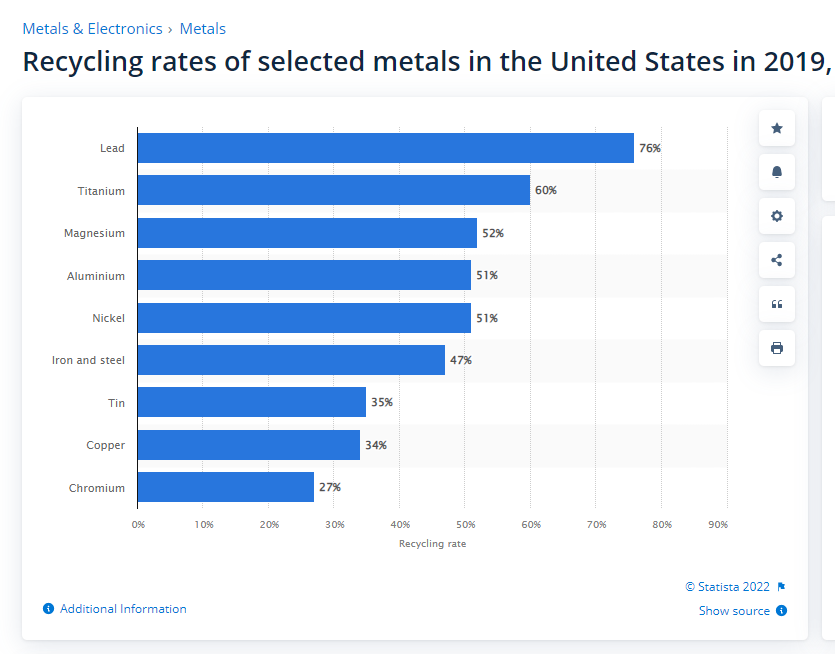 Metals & Electronics › Metals
Recycling rates of selected metals in the United States in 2019,
Lead 76%
Titanium 60%
Magnesium 52%
Aluminium 51%
Nickel 51%
Iron and steel 47%
Tin 35%
Copper 34%
Chromium 27%
0% 10% 20% 30% 40% 50% 60% 70% 80% 90%
Recycling rate
© Statista 2022
Additional Information
Show source